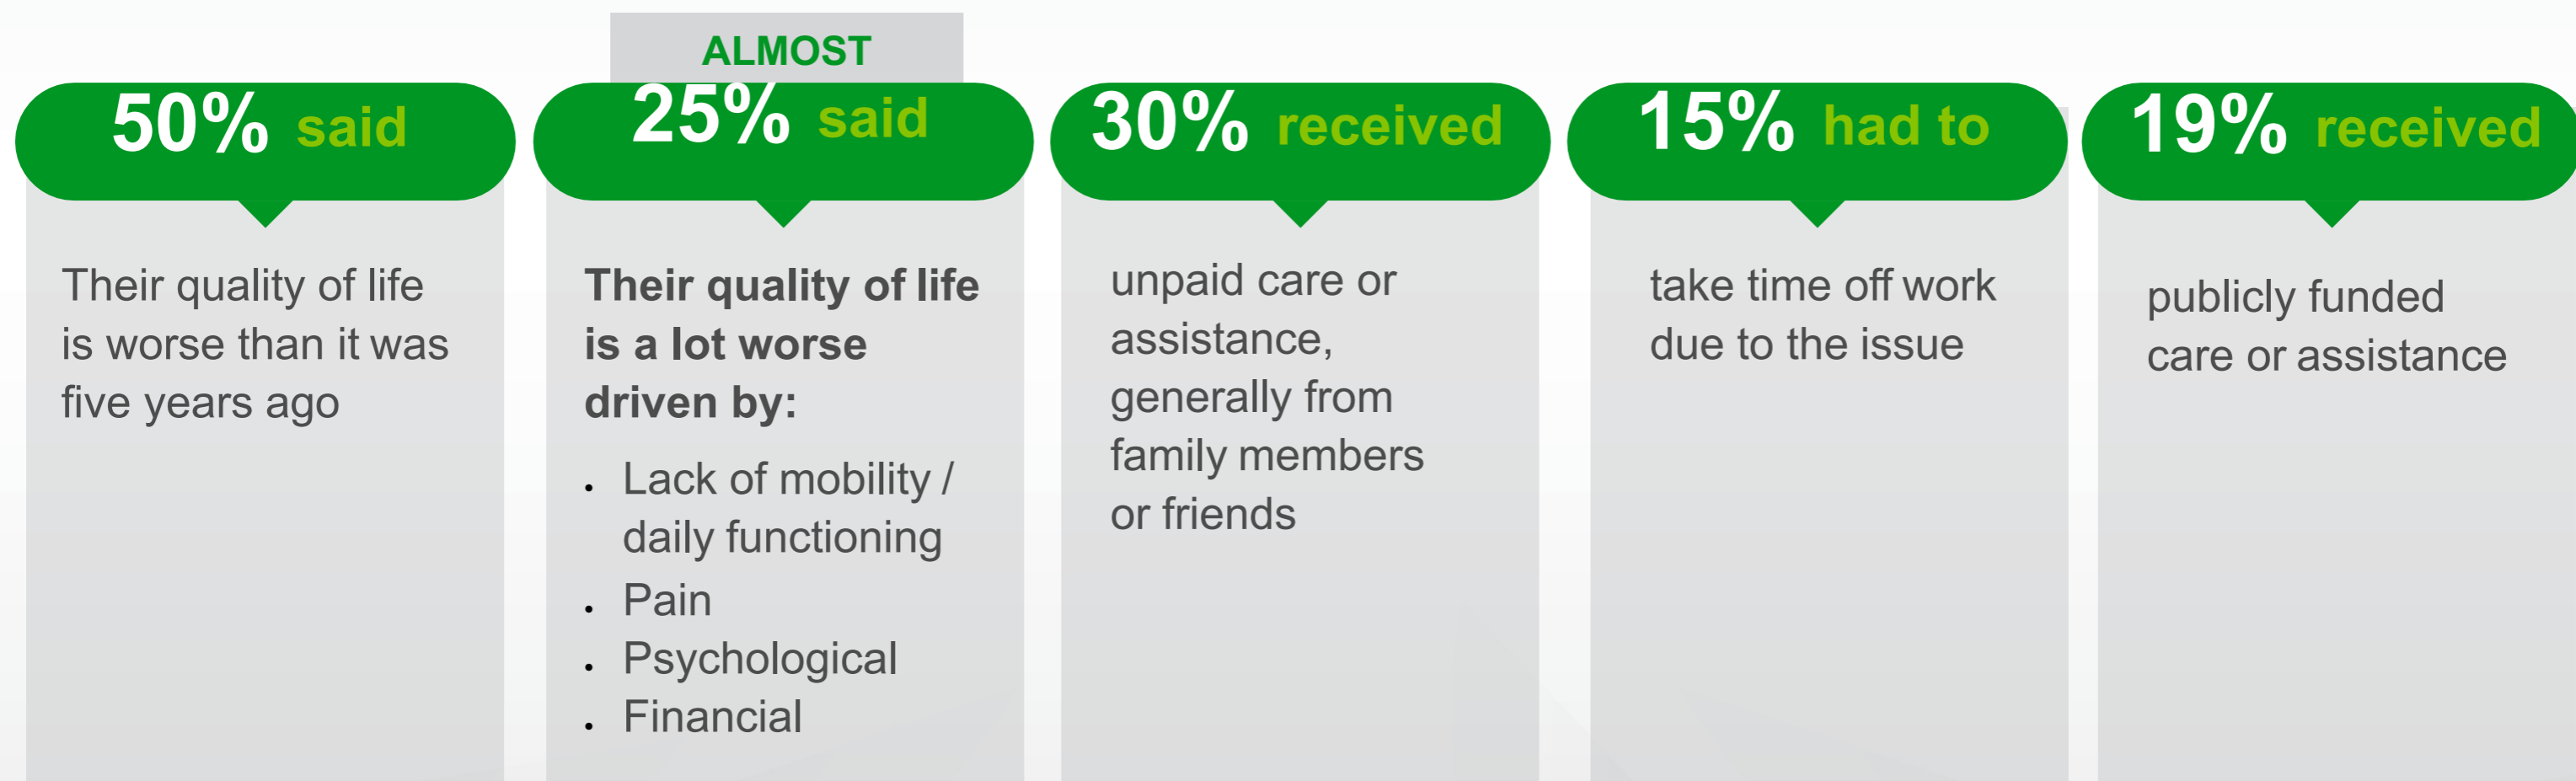 50% said
Their quality of life
is worse than it was
five years ago
ALMOST
25% said
Their quality of life
is a lot worse
driven by:
• Lack of mobility /
daily functioning
• Pain
• Psychological
• Financial
30% received
unpaid care or
assistance,
generally from
family members
or friends
15% had to
take time off work
due to the issue
19% received
publicly funded
care or assistance